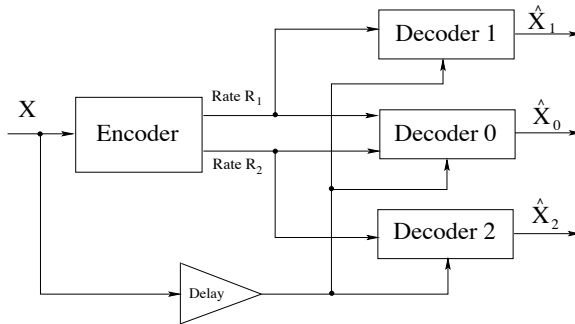 Decoder 1
X̂₁
Rate R₁
X
Encoder
Decoder 0
X̂₀
Rate R₂
Decoder 2
X̂₂
Delay